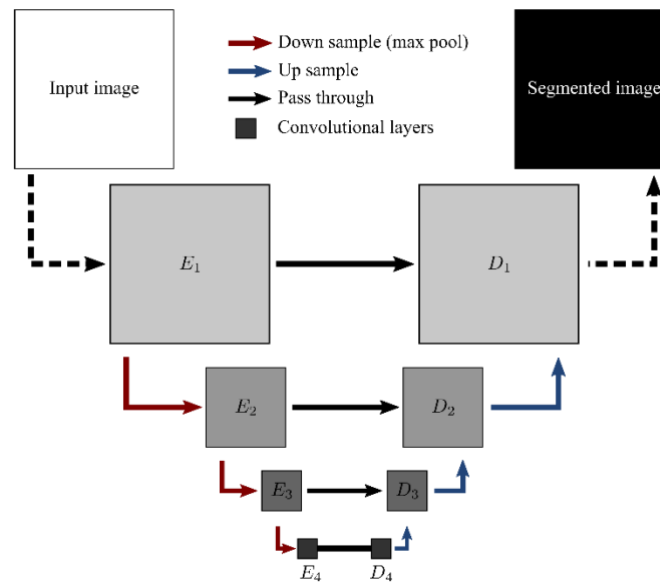 Input image
Down sample (max pool)
Up sample
Pass through
Convolutional layers
Segmented image
E₁
D₁
E₂
D₂
E₃
D₃
E₄
D₄